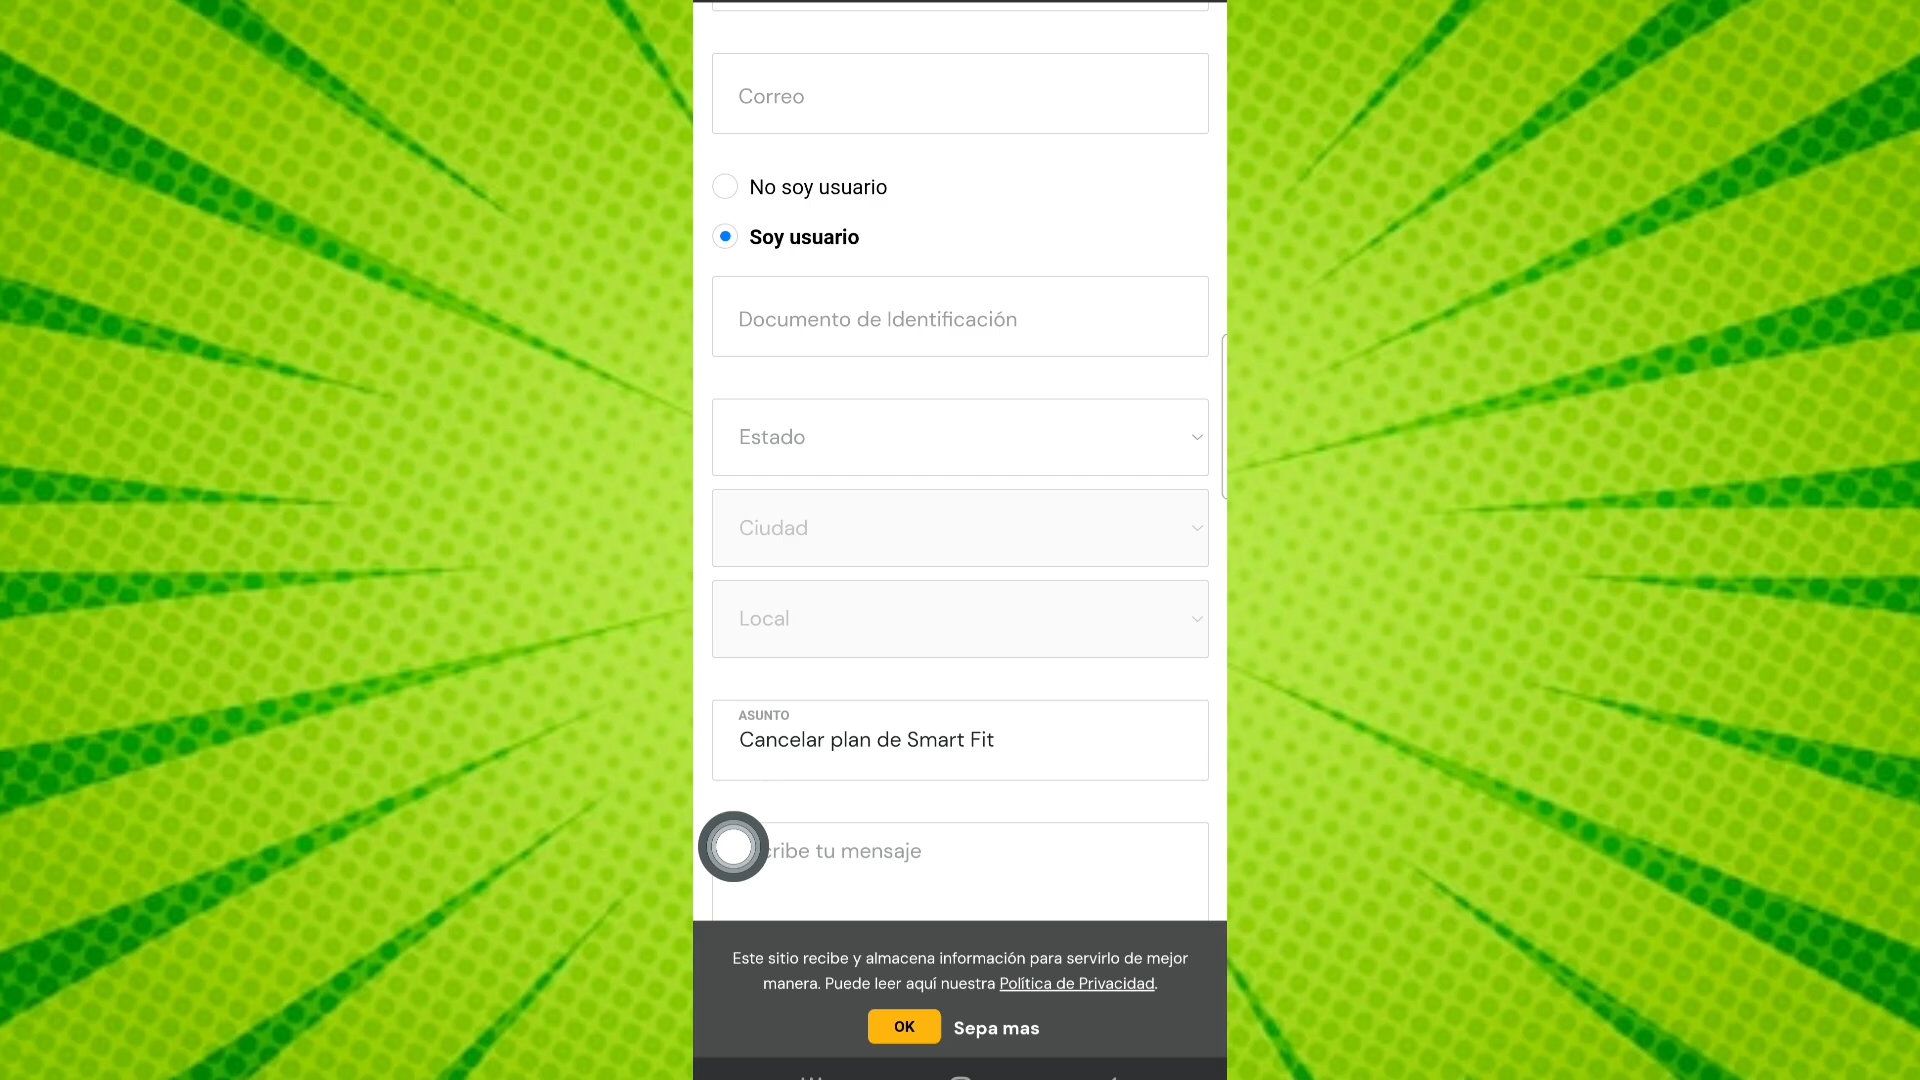 Correo
No soy usuario
Soy usuario
Documento de Identificación
Estado
Ciudad
Local
ASUNTO
Cancelar plan de Smart Fit
cribe tu mensaje
Este sitio recibe y almacena información para servirlo de mejor
manera. Puede leer aquí nuestra Política de Privacidad.
OK Sepa mas